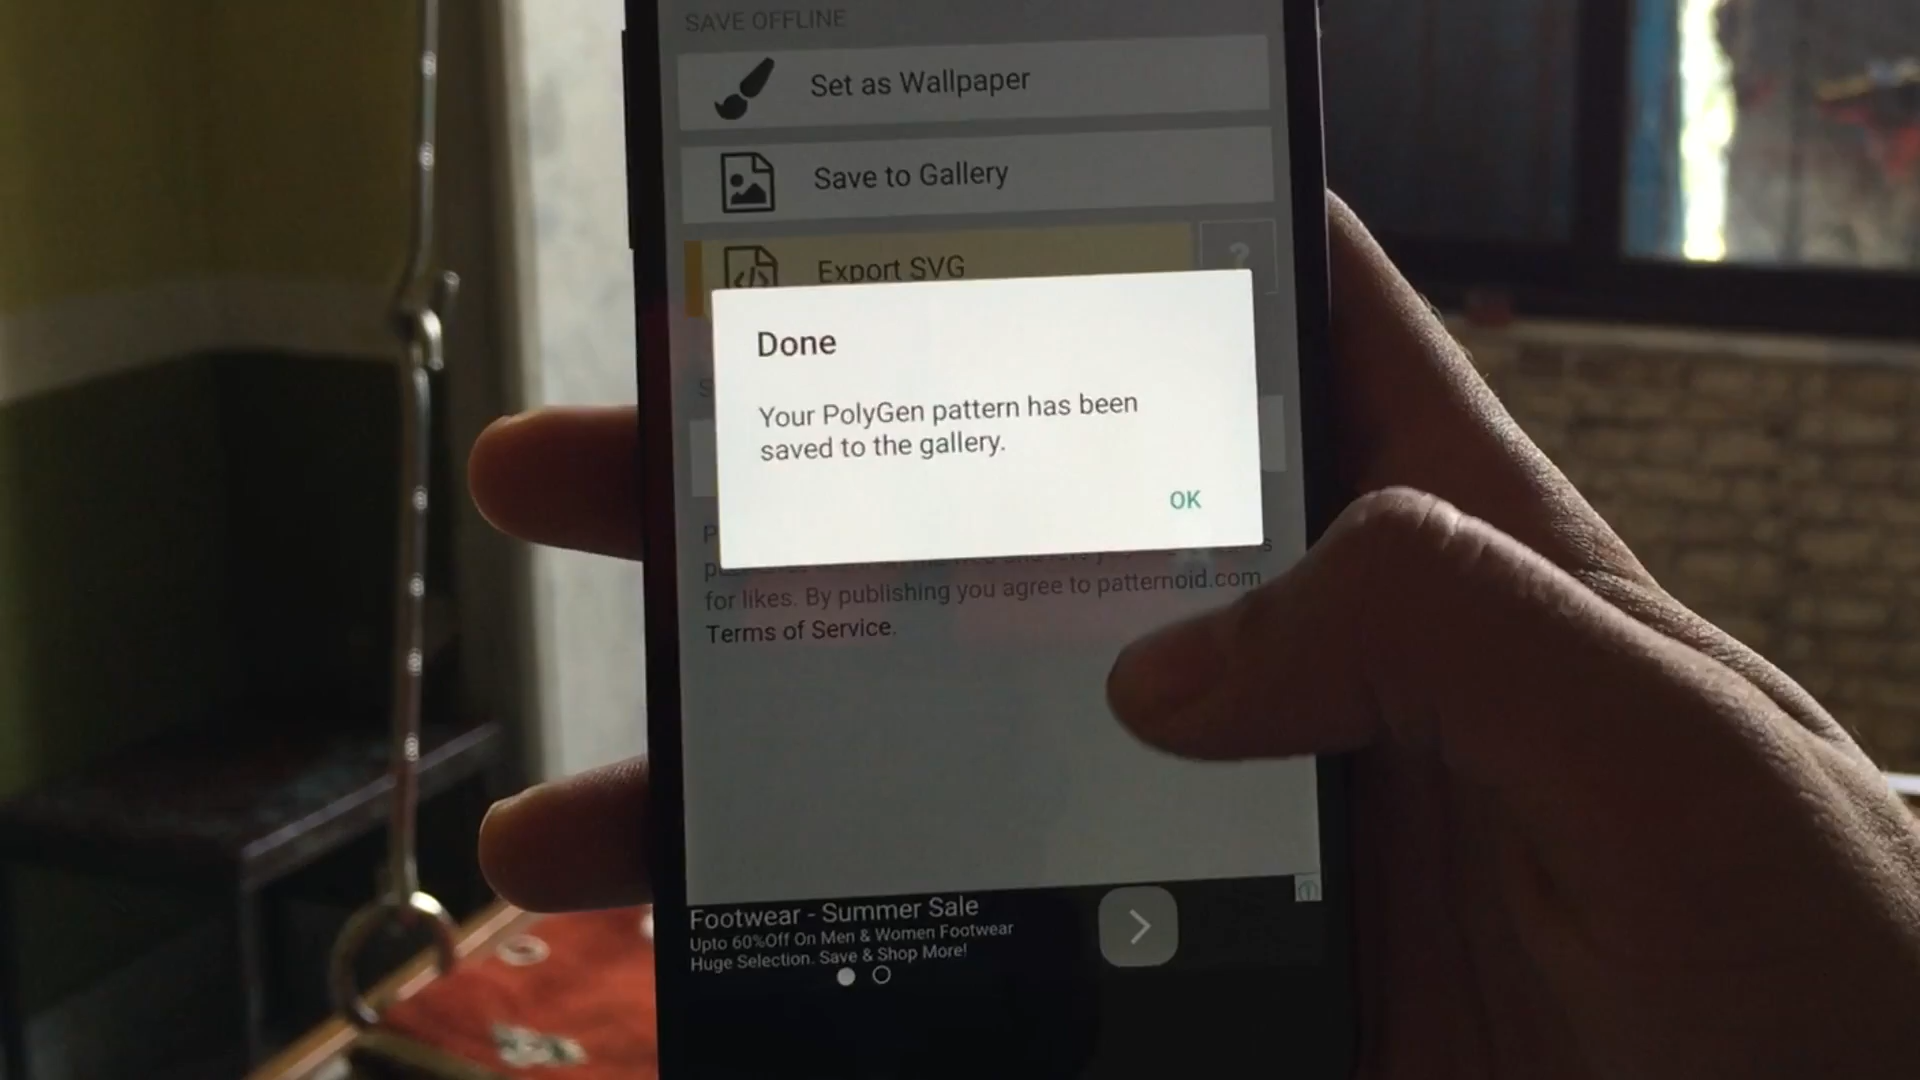 SAVE OFFLINE
Set as Wallpaper
Save to Gallery
Export SVG
?
Done
Your PolyGen pattern has been
saved to the gallery.
OK
for likes. By publishing you agree to patternoid.com
Terms of Service.
Footwear - Summer Sale
Upto 60%Off On Men & Women Footwear
Huge Selection. Save & Shop More!